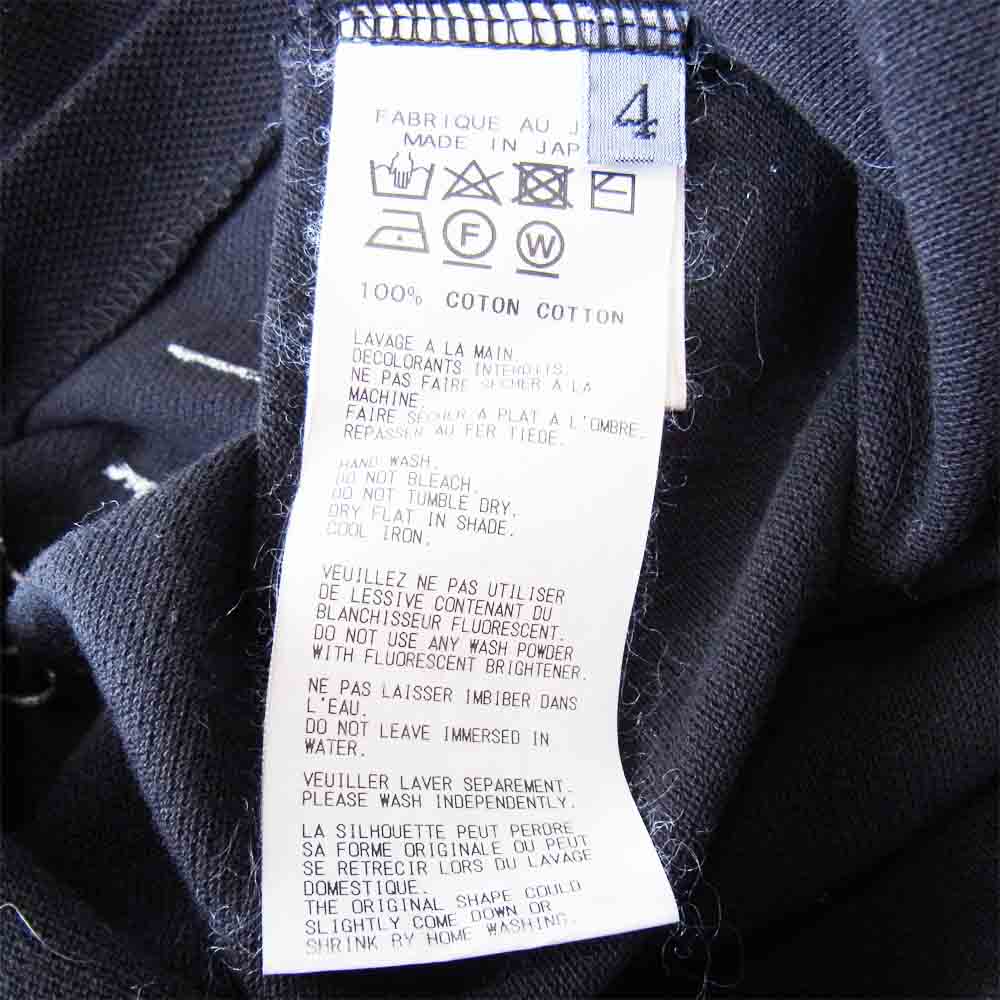 4
FABRIQUE AU J
MADE IN JAP
F W
100% COTON COTTON
LAVAGE A LA MAIN.
DECOLORANTS INTERDITS.
NE PAS FAIRE SECHER A LA
MACHINE.
FAIRE SECHER A PLAT A L'OMBRE.
REPASSER AU FER TIEDE.
HAND WASH.
DO NOT BLEACH.
DO NOT TUMBLE DRY.
DRY FLAT IN SHADE.
COOL IRON.
VEUILLEZ NE PAS UTILISER
DE LESSIVE CONTENANT DU
BLANCHISSEUR FLUORESCENT.
DO NOT USE ANY WASH POWDER
WITH FLUORESCENT BRIGHTENER.
NE PAS LAISSER IMBIBER DANS
L'EAU.
DO NOT LEAVE IMMERSED IN
WATER.
VEUILLER LAVER SEPAREMENT.
PLEASE WASH INDEPENDENTLY.
LA SILHOUETTE PEUT PERDRE
SA FORME ORIGINALE OU PEUT
SE RETRECIR LORS DU LAVAGE
DOMESTIQUE.
THE ORIGINAL SHAPE COULD
SLIGHTLY COME DOWN OR
SHRINK BY HOME WASHING.